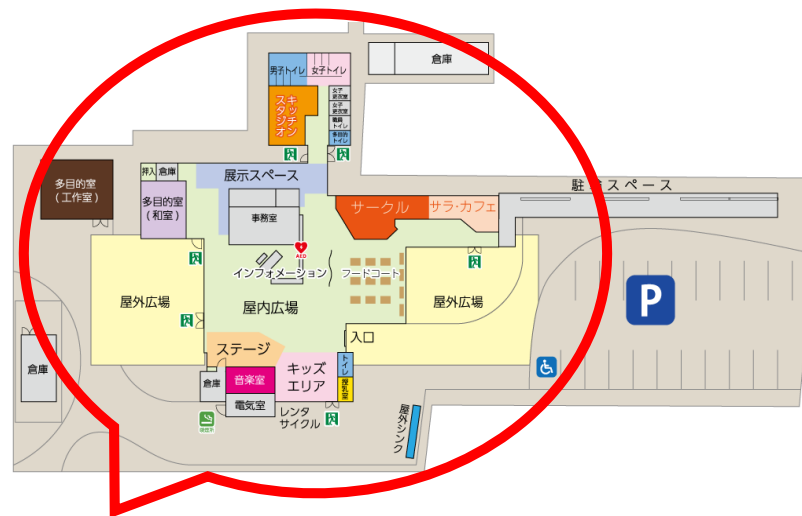 倉庫
男子トイレ
女子トイレ
キッチン
スタジオ
女子
更衣室
女子
更衣室
職員
トイレ
多目的
トイレ
押入
倉庫
展示スペース
多目的室
(工作室)
多目的室
(和室)
事務室
サークル
サラ・カフェ
駐
スペース
AED
インフォメーション
フードコート
屋外広場
屋内広場
屋外広場
P
入口
ステージ
キッズ
エリア
トイレ
授乳室
倉庫
倉庫
音楽室
電気室
レンタ
サイクル
屋外シンク